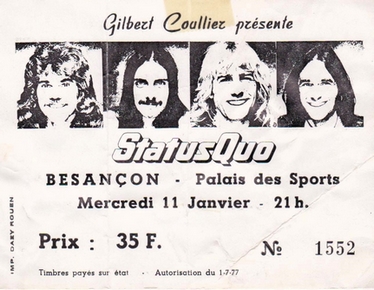 Gilbert Coullier présente
StatusQuo
BESANÇON - Palais des Sports
Mercredi 11 Janvier - 21 h.
Prix : 35 F.
№ 1552
Timbres payés sur état - Autorisation du 1-7-77
IMP. DARY ROUEN